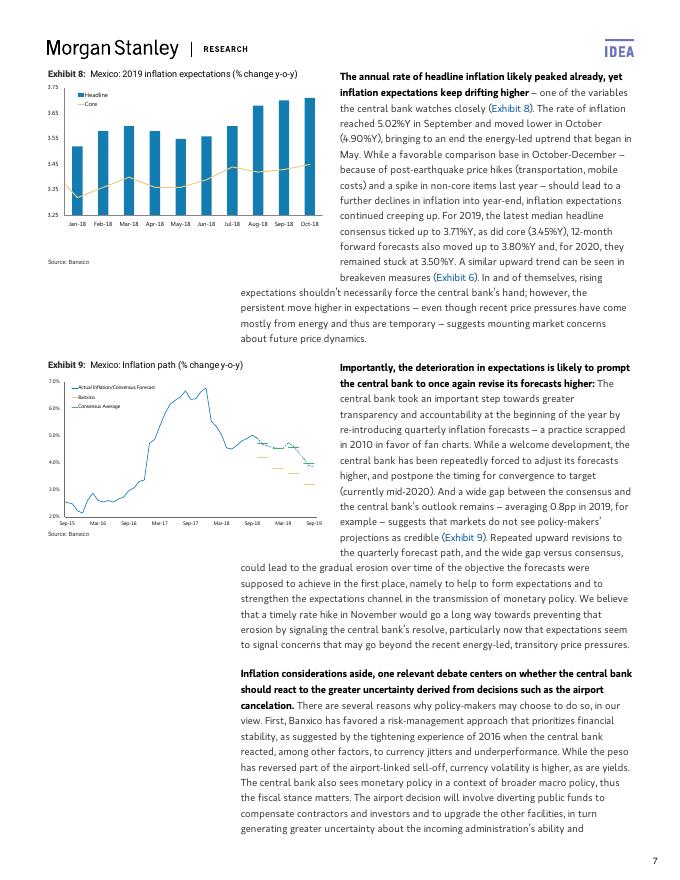 Morgan Stanley | RESEARCH
IDEA
Exhibit 8: Mexico: 2019 inflation expectations (% change y-o-y)
3.75
3.65
3.55
3.45
3.35
3.25
Headline
Core
Jan-18 Feb-18 Mar-18 Apr-18 May-18 Jun-18 Jul-18 Aug-18 Sep-18 Oct-18
Source: Banxico
The annual rate of headline inflation likely peaked already, yet
inflation expectations keep drifting higher – one of the variables
the central bank watches closely (Exhibit 8). The rate of inflation
reached 5.02%Y in September and moved lower in October
(4.90%Y), bringing to an end the energy-led uptrend that began in
May. While a favorable comparison base in October-December –
because of post-earthquake price hikes (transportation, mobile
costs) and a spike in non-core items last year – should lead to a
further declines in inflation into year-end, inflation expectations
continued creeping up. For 2019, the latest median headline
consensus ticked up to 3.71%Y, as did core (3.45%Y), 12-month
forward forecasts also moved up to 3.80%Y and, for 2020, they
remained stuck at 3.50%Y. A similar upward trend can be seen in
breakeven measures (Exhibit 6). In and of themselves, rising
expectations shouldn't necessarily force the central bank's hand; however, the
persistent move higher in expectations – even though recent price pressures have come
mostly from energy and thus are temporary – suggests mounting market concerns
about future price dynamics.
Exhibit 9: Mexico: Inflation path (% change y-o-y)
7.0%
6.0%
5.0%
4.0%
3.0%
2.0%
Actual Inflation/Consensus Forecast
Banxico
Consensus Average
Sep-15 Mar-16 Sep-16 Mar-17 Sep-17 Mar-18 Sep-18 Mar-19 Sep-19
Source: Banxico
Importantly, the deterioration in expectations is likely to prompt
the central bank to once again revise its forecasts higher: The
central bank took an important step towards greater
transparency and accountability at the beginning of the year by
re-introducing quarterly inflation forecasts – a practice scrapped
in 2010 in favor of fan charts. While a welcome development, the
central bank has been repeatedly forced to adjust its forecasts
higher, and postpone the timing for convergence to target
(currently mid-2020). And a wide gap between the consensus and
the central bank's outlook remains – averaging 0.8pp in 2019, for
example – suggests that markets do not see policy-makers'
projections as credible (Exhibit 9). Repeated upward revisions to
the quarterly forecast path, and the wide gap versus consensus,
could lead to the gradual erosion over time of the objective the forecasts were
supposed to achieve in the first place, namely to help to form expectations and to
strengthen the expectations channel in the transmission of monetary policy. We believe
that a timely rate hike in November would go a long way towards preventing that
erosion by signaling the central bank's resolve, particularly now that expectations seem
to signal concerns that may go beyond the recent energy-led, transitory price pressures.
Inflation considerations aside, one relevant debate centers on whether the central bank
should react to the greater uncertainty derived from decisions such as the airport
cancelation. There are several reasons why policy-makers may choose to do so, in our
view. First, Banxico has favored a risk-management approach that prioritizes financial
stability, as suggested by the tightening experience of 2016 when the central bank
reacted, among other factors, to currency jitters and underperformance. While the peso
has reversed part of the airport-linked sell-off, currency volatility is higher, as are yields.
The central bank also sees monetary policy in a context of broader macro policy, thus
the fiscal stance matters. The airport decision will involve diverting public funds to
compensate contractors and investors and to upgrade the other facilities, in turn
generating greater uncertainty about the incoming administration's ability and
7